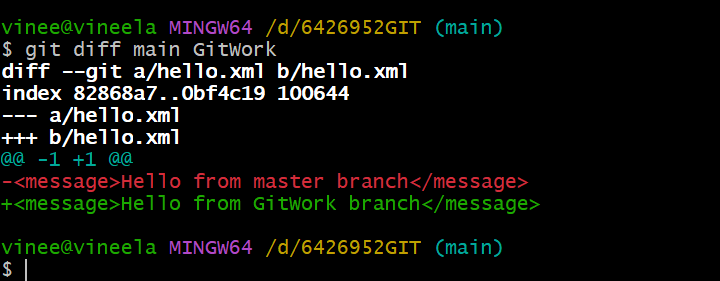 vinee@vineela MINGW64 /d/6426952GIT (main)
$ git diff main GitWork
diff --git a/hello.xml b/hello.xml
index 82868a7..0bf4c19 100644
--- a/hello.xml
+++ b/hello.xml
@@ -1 +1 @@
-<message>Hello from master branch</message>
+<message>Hello from GitWork branch</message>
vinee@vineela MINGW64 /d/6426952GIT (main)
$